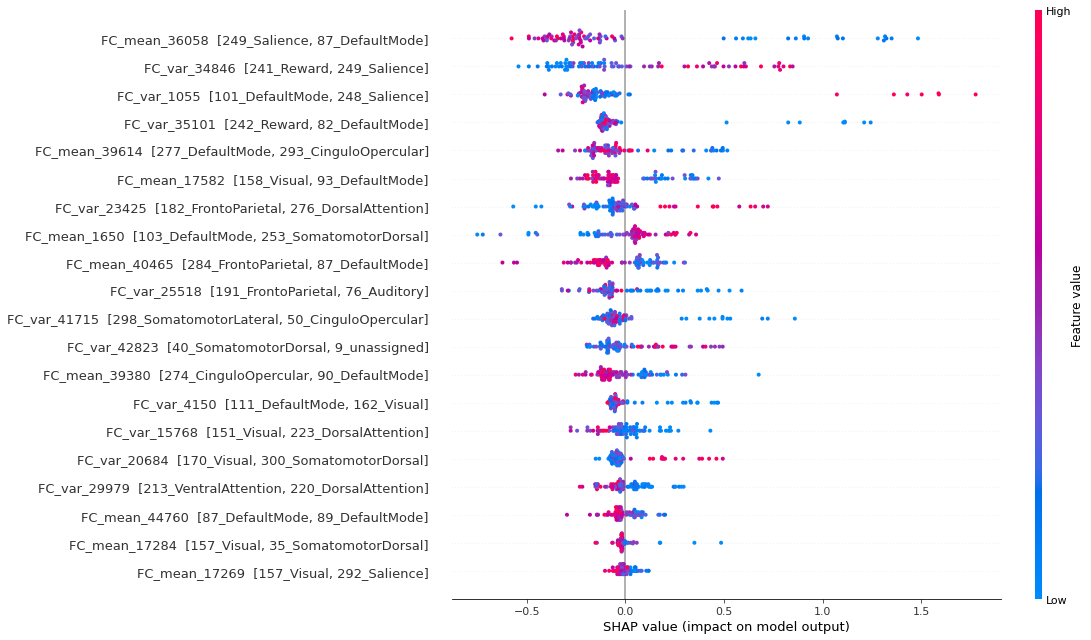 High
FC_mean_36058 [249_Salience, 87_DefaultMode]
FC_var_34846 [241_Reward, 249_Salience]
FC_var_1055 [101_DefaultMode, 248_Salience]
FC_var_35101 [242_Reward, 82_DefaultMode]
FC_mean_39614 [277_DefaultMode, 293_CinguloOpercular]
FC_mean_17582 [158_Visual, 93_DefaultMode]
FC_var_23425 [182_FrontoParietal, 276_DorsalAttention]
FC_mean_1650 [103_DefaultMode, 253_SomatomotorDorsal]
FC_mean_40465 [284_FrontoParietal, 87_DefaultMode]
FC_var_25518 [191_FrontoParietal, 76_Auditory]
FC_var_41715 [298_SomatomotorLateral, 50_CinguloOpercular]
FC_var_42823 [40_SomatomotorDorsal, 9_unassigned]
FC_mean_39380 [274_CinguloOpercular, 90_DefaultMode]
FC_var_4150 [111_DefaultMode, 162_Visual]
FC_var_15768 [151_Visual, 223_DorsalAttention]
FC_var_20684 [170_Visual, 300_SomatomotorDorsal]
FC_var_29979 [213_VentralAttention, 220_DorsalAttention]
FC_mean_44760 [87_DefaultMode, 89_DefaultMode]
FC_mean_17284 [157_Visual, 35_SomatomotorDorsal]
FC_mean_17269 [157_Visual, 292_Salience]
Feature value
Low
−0.5 0.0 0.5 1.0 1.5
SHAP value (impact on model output)